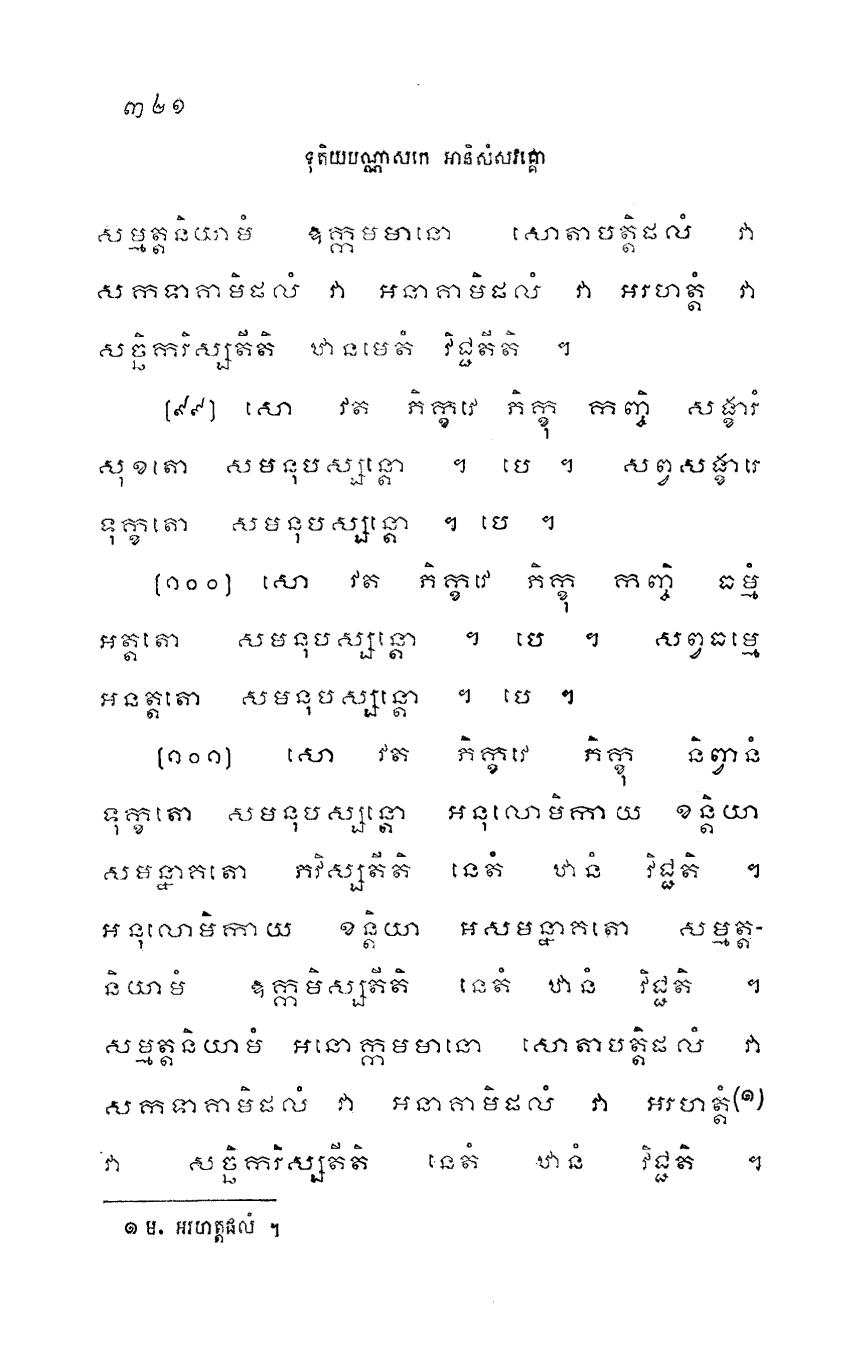 ៣២១
ទុតិយបណ្ណាសកេ អានិសំសវគ្គោ
សម្មត្តនិយាមំ ឱក្កមមានោ សោតាបត្តិផលំ វា
សកទាគាមិផលំ វា អនាគាមិផលំ វា អរហត្តំ វា
សច្ឆិករិស្សតីតិ ឋានមេតំ វិជ្ជតីតិ ។
[៩៩] សោ វត ភិក្ខវេ ភិក្ខុ កញ្ចិ សង្ខារំ
សុខតោ សមនុបស្សន្តោ ។ បេ ។ សព្វសង្ខារេ
ទុក្ខតោ សមនុបស្សន្តោ ។ បេ ។
[១០០] សោ វត ភិក្ខវេ ភិក្ខុ កញ្ចិ ធម្មំ
អត្តតោ សមនុបស្សន្តោ ។ បេ ។ សព្វធម្មេ
អនត្តតោ សមនុបស្សន្តោ ។ បេ ។
[១០១] សោ វត ភិក្ខវេ ភិក្ខុ និព្វានំ
ទុក្ខតោ សមនុបស្សន្តោ អនុលោមិកាយ ខន្តិយា
សមន្នាគតោ ភវិស្សតីតិ នេតំ ឋានំ វិជ្ជតិ ។
អនុលោមិកាយ ខន្តិយា អសមន្នាគតោ សម្មត្ត-
និយាមំ ឱក្កមិស្សតីតិ នេតំ ឋានំ វិជ្ជតិ ។
សម្មត្តនិយាមំ អនោក្កមមានោ សោតាបត្តិផលំ វា
សកទាគាមិផលំ វា អនាគាមិផលំ វា អរហត្តំ(១)
វា សច្ឆិករិស្សតីតិ នេតំ ឋានំ វិជ្ជតិ ។
១ ម. អរហត្តផលំ ។